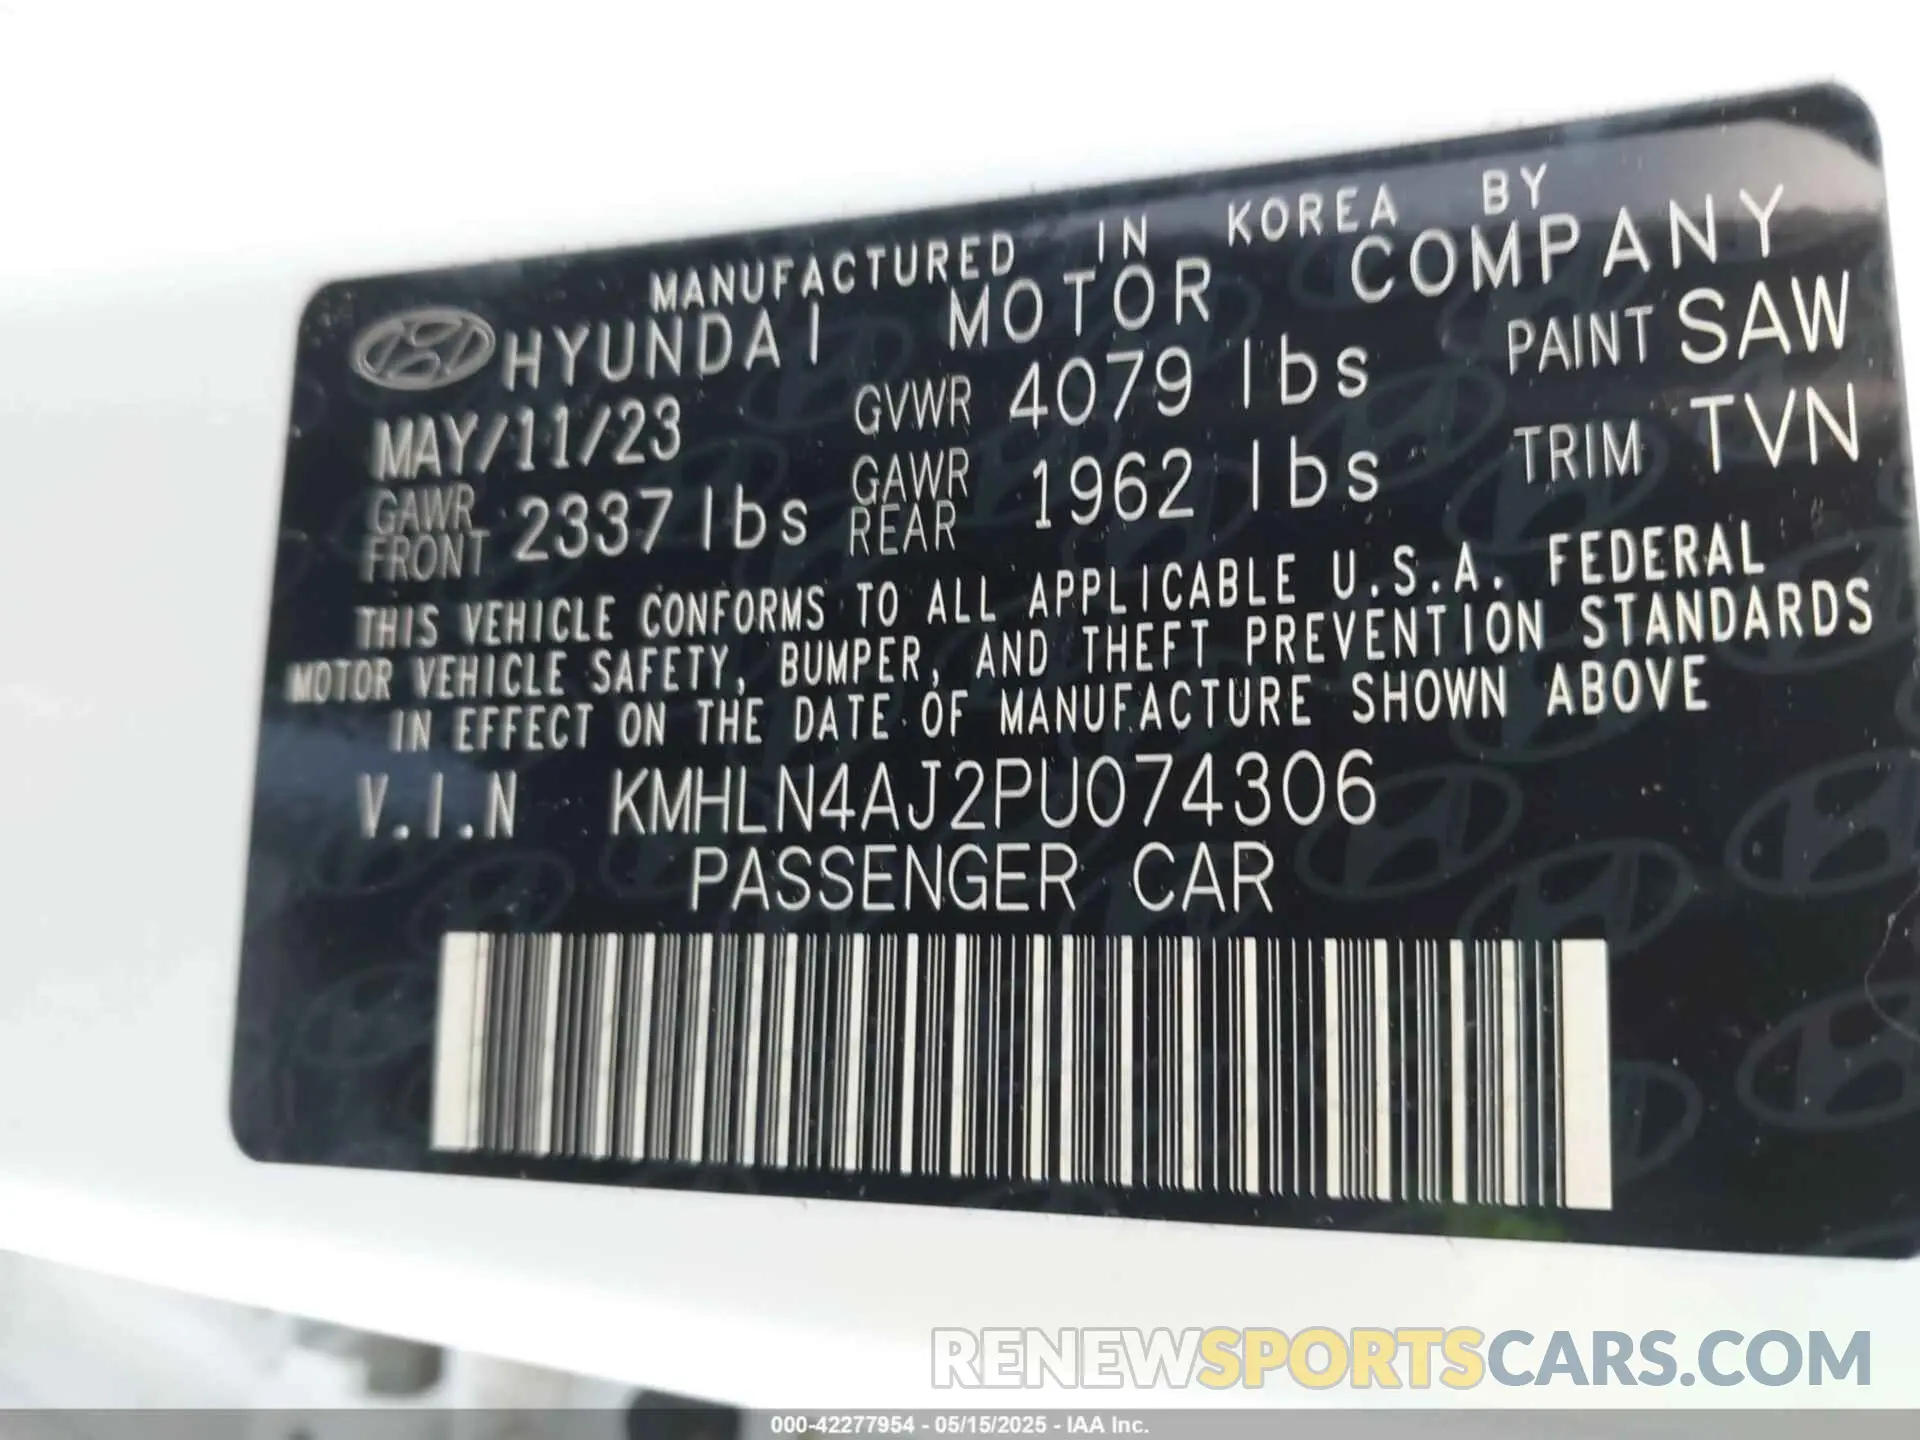 MANUFACTURED IN KOREA BY
HYUNDAI MOTOR COMPANY
MAY/11/23 GVWR 4079 lbs PAINT SAW
GAWR FRONT 2337 lbs GAWR REAR 1962 lbs TRIM TVN
THIS VEHICLE CONFORMS TO ALL APPLICABLE U.S.A. FEDERAL
MOTOR VEHICLE SAFETY, BUMPER, AND THEFT PREVENTION STANDARDS
IN EFFECT ON THE DATE OF MANUFACTURE SHOWN ABOVE
V.I.N KMHLN4AJ2PU074306
PASSENGER CAR
RENEWSPORTSCARS.COM
000-42277954 - 05/15/2025 - IAA Inc.